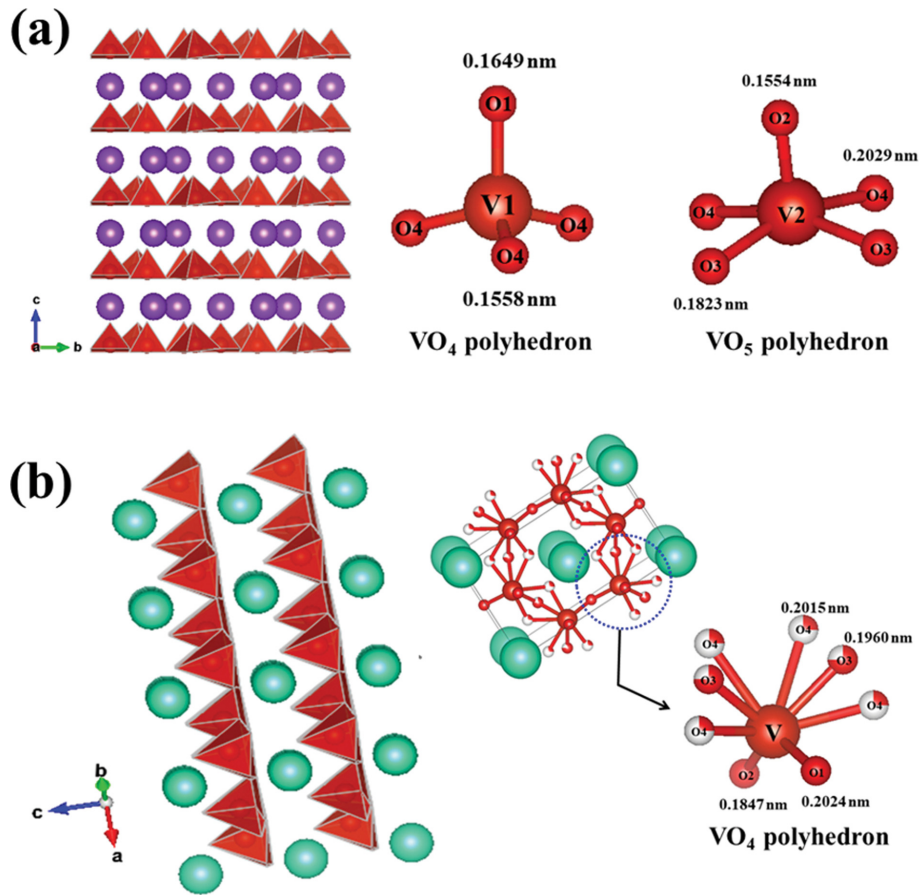 (a)
0.1649 nm
O1
V1
O4
O4
O4
0.1558 nm
VO₄ polyhedron
0.1554 nm
O2
0.2029 nm
O4
V2
O4
O3
O3
0.1823 nm
VO₅ polyhedron
c
a
b
(b)
b
c
a
0.2015 nm
O4
0.1960 nm
O4
O3
O3
O4
O4
V
O2
O1
0.1847 nm
0.2024 nm
VO₄ polyhedron